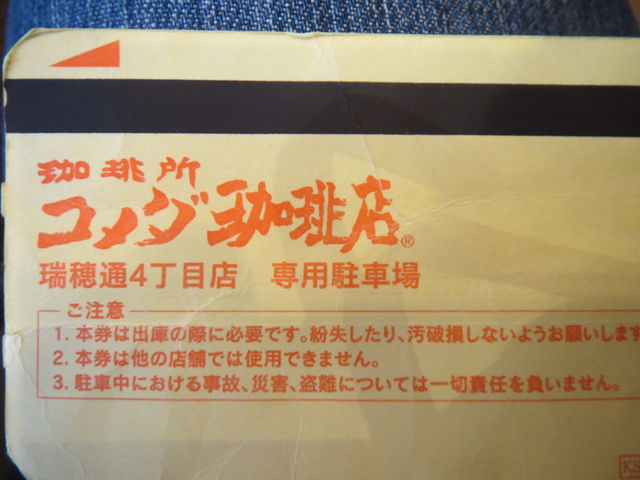 珈琲所
コメダ珈琲店®
瑞穂通4丁目店 専用駐車場
ご注意
1. 本券は出庫の際に必要です。紛失したり、汚破損しないようお願いします
2. 本券は他の店舗では使用できません。
3. 駐車中における事故、災害、盗難については一切責任を負いません。
KS